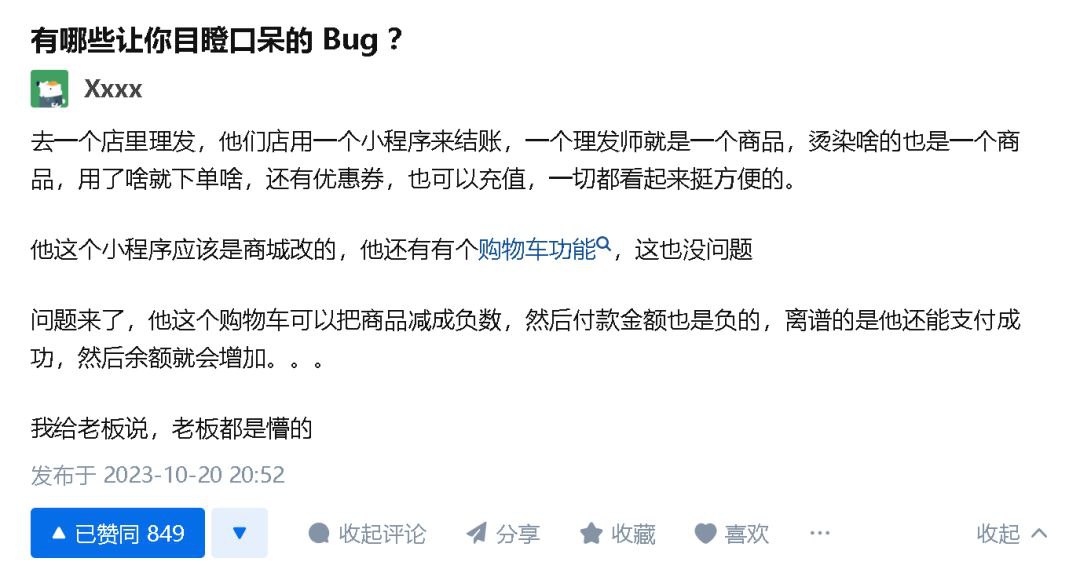 有哪些让你目瞪口呆的 Bug？
Xxxx
去一个店里理发，他们店用一个小程序来结账，一个理发师就是一个商品，烫染啥的也是一个商
品，用了啥就下单啥，还有优惠券，也可以充值，一切都看起来挺方便的。
他这个小程序应该是商城改的，他还有有个购物车功能，这也没问题
问题来了，他这个购物车可以把商品减成负数，然后付款金额也是负的，离谱的是他还能支付成
功，然后余额就会增加。。。
我给老板说，老板都是懵的
发布于 2023-10-20 20:52
已赞同 849 收起评论 分享 收藏 喜欢 ··· 收起